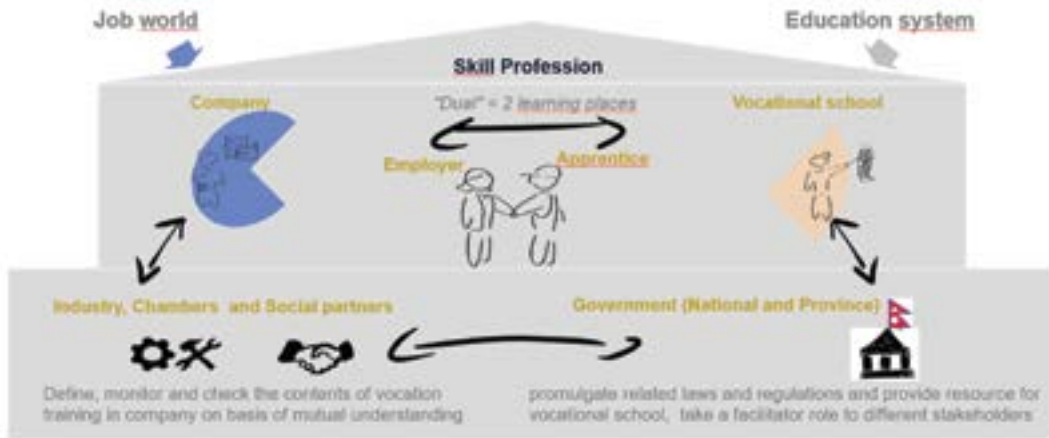 Job world
Education system
Skill Profession
Company
"Dual" = 2 learning places
Vocational school
Employer
Apprentice
Industry, Chambers and Social partners
Government (National and Province)
Define, monitor and check the contents of vocation
training in company on basis of mutual understanding
promulgate related laws and regulations and provide resource for
vocational school, take a facilitator role to different stakeholders